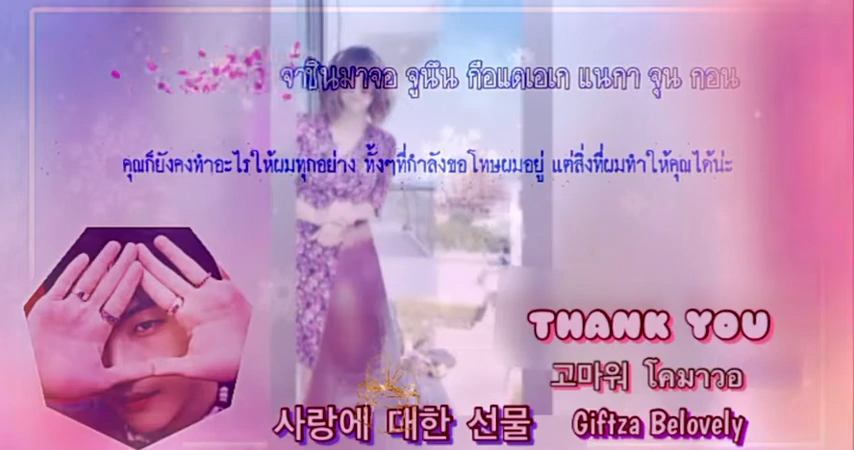 จาชินมาจอ จูนึน กือแดเอเก แนกา จุน กอน
คุณก็ยังคงทำอะไรให้ผมทุกอย่าง ทั้งๆที่กำลังขอโทษผมอยู่ แต่สิ่งที่ผมทำให้คุณได้น่ะ
THANK YOU
고마워 โคมาวอ
사랑에 대한 선물 Giftza Belovely